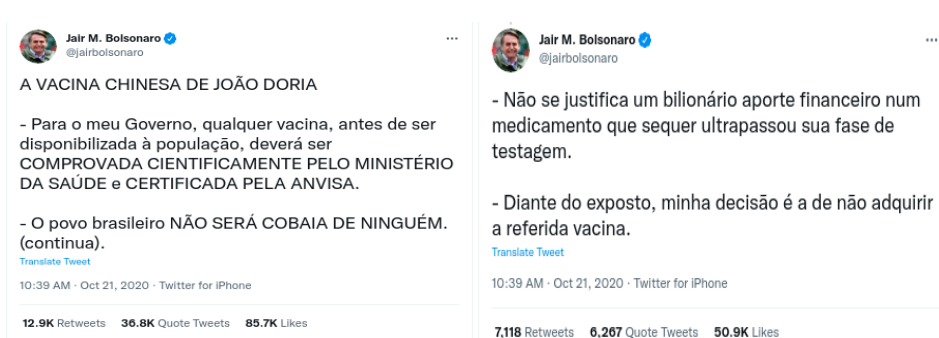 Jair M. Bolsonaro
@jairbolsonaro
...
A VACINA CHINESA DE JOÃO DORIA
- Para o meu Governo, qualquer vacina, antes de ser
disponibilizada à população, deverá ser
COMPROVADA CIENTIFICAMENTE PELO MINISTÉRIO
DA SAÚDE e CERTIFICADA PELA ANVISA.
- O povo brasileiro NÃO SERÁ COBAIA DE NINGUÉM.
(continua).
Translate Tweet
10:39 AM · Oct 21, 2020 · Twitter for iPhone
12.9K Retweets 36.8K Quote Tweets 85.7K Likes
Jair M. Bolsonaro
@jairbolsonaro
...
- Não se justifica um bilionário aporte financeiro num
medicamento que sequer ultrapassou sua fase de
testagem.
- Diante do exposto, minha decisão é a de não adquirir
a referida vacina.
Translate Tweet
10:39 AM · Oct 21, 2020 · Twitter for iPhone
7,118 Retweets 6,267 Quote Tweets 50.9K Likes